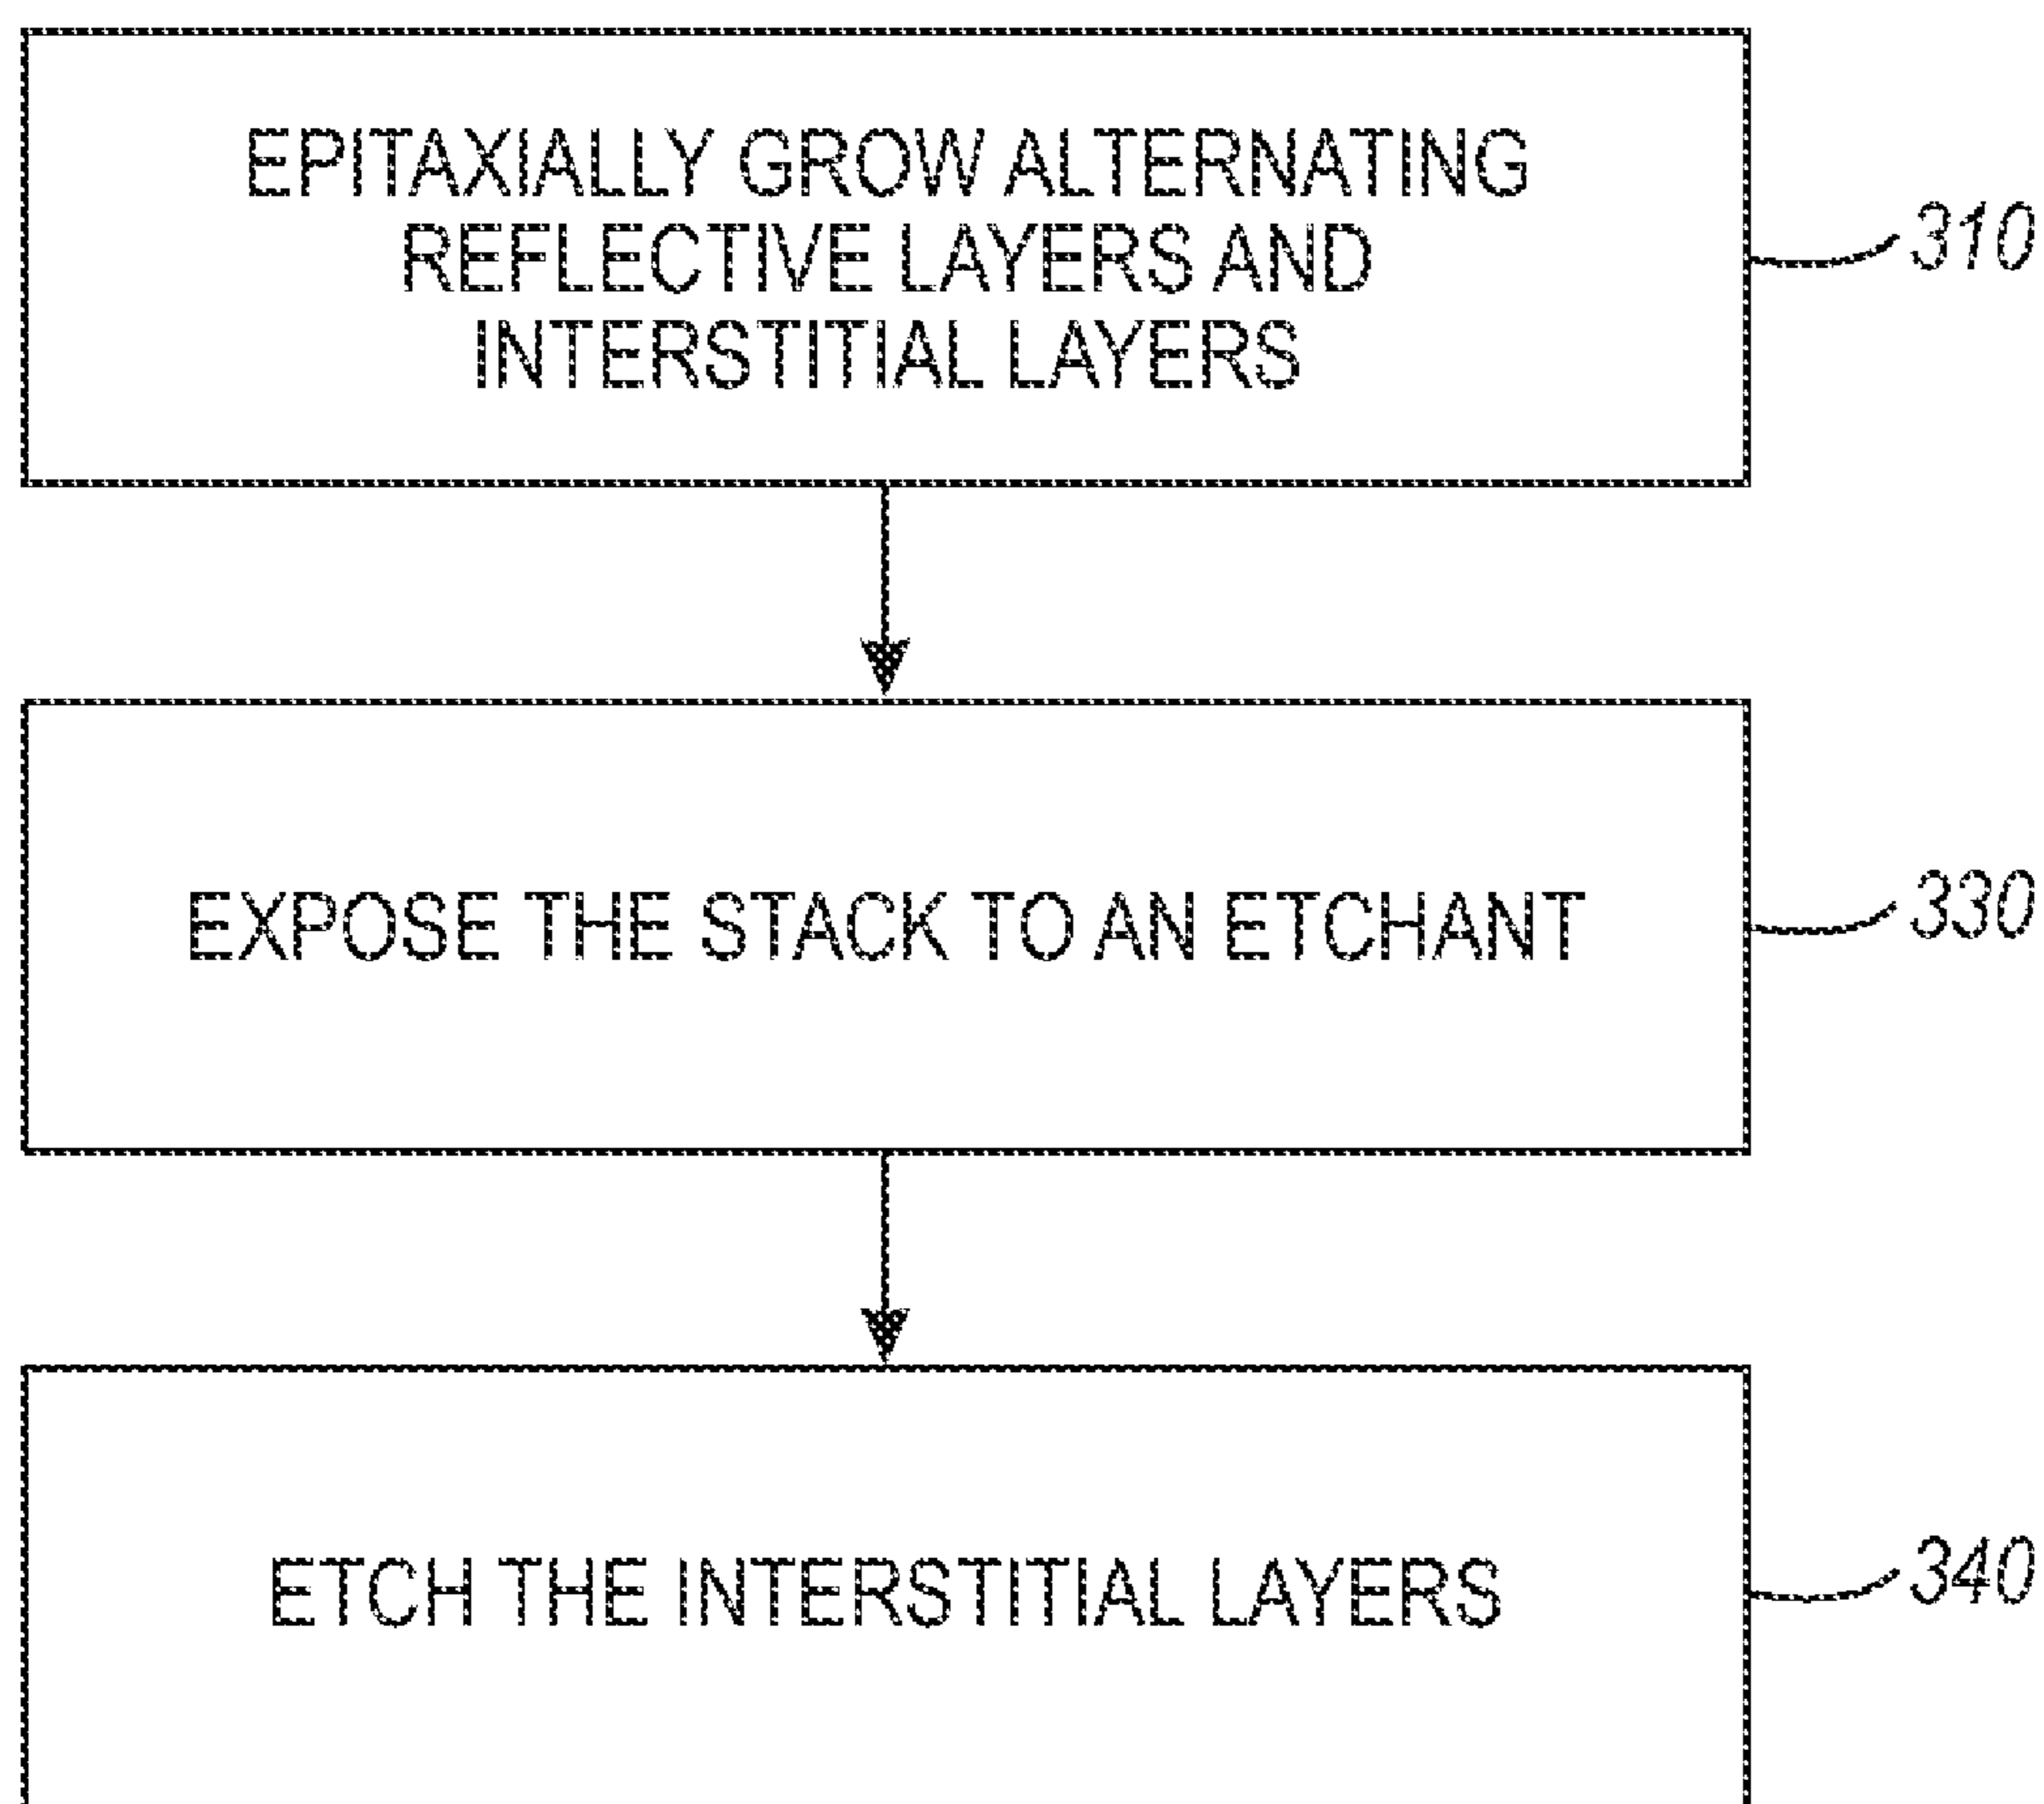 EPITAXIALLY GROW ALTERNATING
REFLECTIVE LAYERS AND
INTERSTITIAL LAYERS
310
EXPOSE THE STACK TO AN ETCHANT
330
ETCH THE INTERSTITIAL LAYERS
340